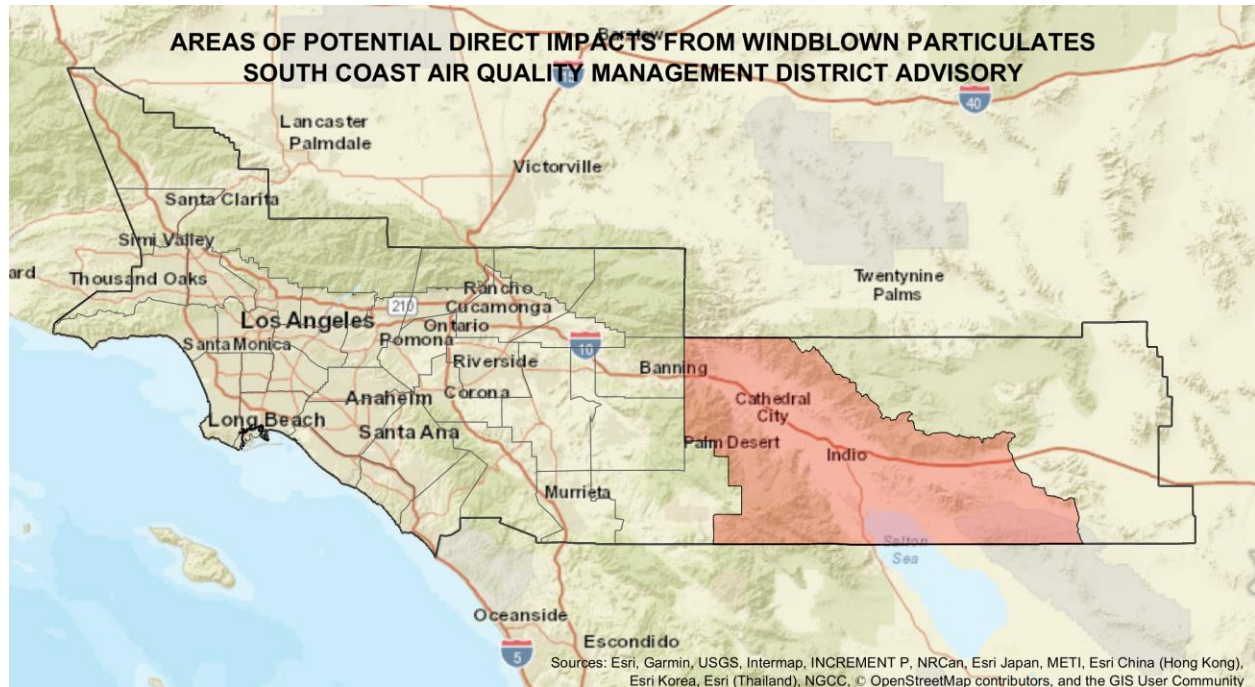 AREAS OF POTENTIAL DIRECT IMPACTS FROM WINDBLOWN PARTICULATES
SOUTH COAST AIR QUALITY MANAGEMENT DISTRICT ADVISORY
Barstow
15
40
Lancaster
Palmdale
Victorville
Santa Clarita
Simi Valley
ard
Thousand Oaks
Twentynine
Palms
210
Rancho
Cucamonga
Los Angeles
Ontario
Santa Monica
Pomona
10
Riverside
Banning
Anaheim
Corona
Cathedral
City
Long Beach
Santa Ana
Palm Desert
Indio
Murrieta
Salton
Sea
Oceanside
Escondido
5
Sources: Esri, Garmin, USGS, Intermap, INCREMENT P, NRCan, Esri Japan, METI, Esri China (Hong Kong),
Esri Korea, Esri (Thailand), NGCC, © OpenStreetMap contributors, and the GIS User Community